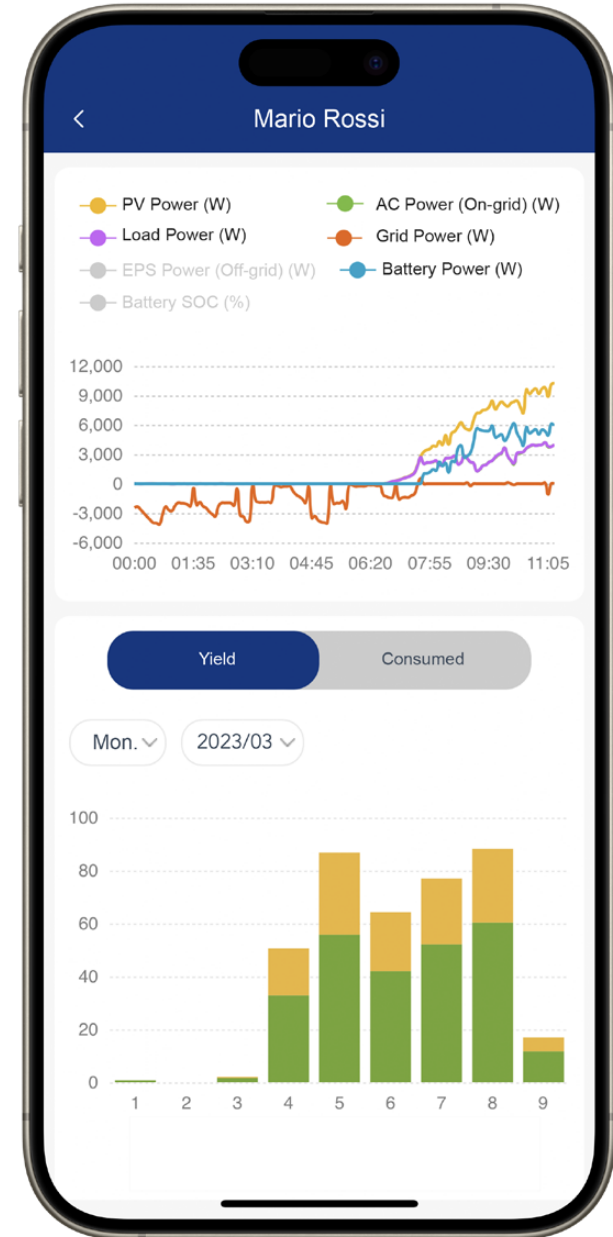 Mario Rossi
PV Power (W) AC Power (On-grid) (W)
Load Power (W) Grid Power (W)
EPS Power (Off-grid) (W) Battery Power (W)
Battery SOC (%)
12,000
9,000
6,000
3,000
0
-3,000
-6,000
00:00 01:35 03:10 04:45 06:20 07:55 09:30 11:05
Yield Consumed
Mon. 2023/03
100
80
60
40
20
0
1 2 3 4 5 6 7 8 9